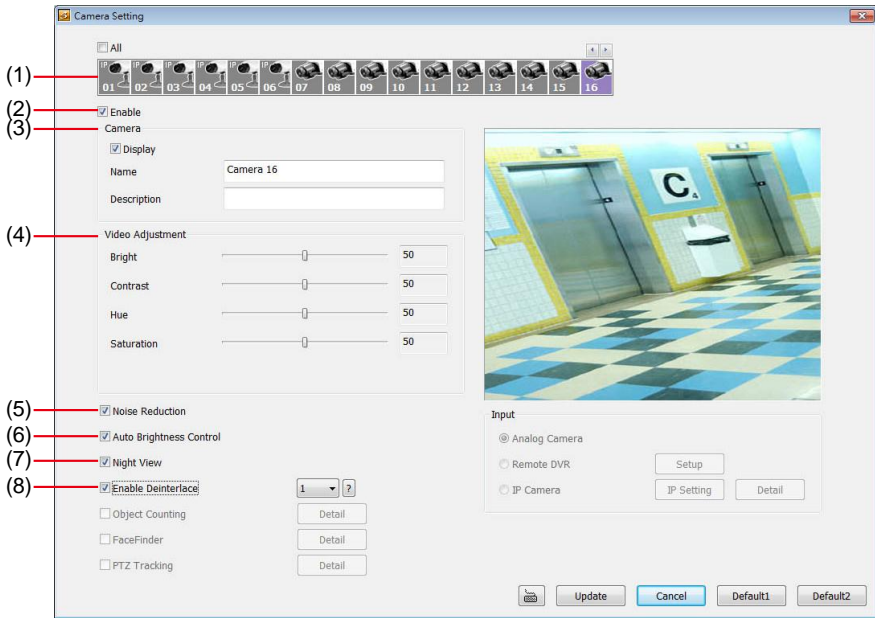 Camera Setting
All
(1)
IP 01 IP 02 IP 03 IP 04 IP 05 IP 06 07 08 09 10 11 12 13 14 15 16
(2) Enable
(3) Camera
Display
Name Camera 16
Description
C
(4) Video Adjustment
Bright 50
Contrast 50
Hue 50
Saturation 50
(5) Noise Reduction
(6) Auto Brightness Control
(7) Night View
(8) Enable Deinterlace 1 ?
Object Counting Detail
FaceFinder Detail
PTZ Tracking Detail
Input
Analog Camera
Remote DVR Setup
IP Camera IP Setting Detail
Update Cancel Default1 Default2